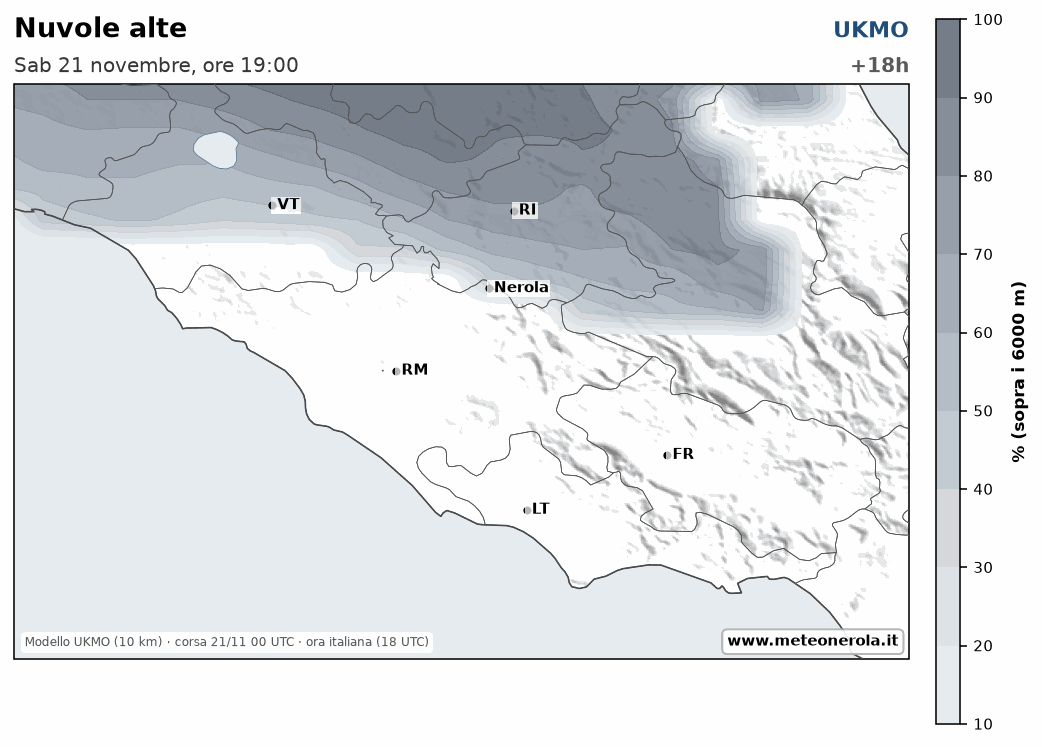 Nuvole alte
UKMO
Sab 21 novembre, ore 19:00
+18h
VT
RI
Nerola
RM
FR
LT
Modello UKMO (10 km) · corsa 21/11 00 UTC · ora italiana (18 UTC)
www.meteonerola.it
100
90
80
70
60
50
40
30
20
10
% (sopra i 6000 m)